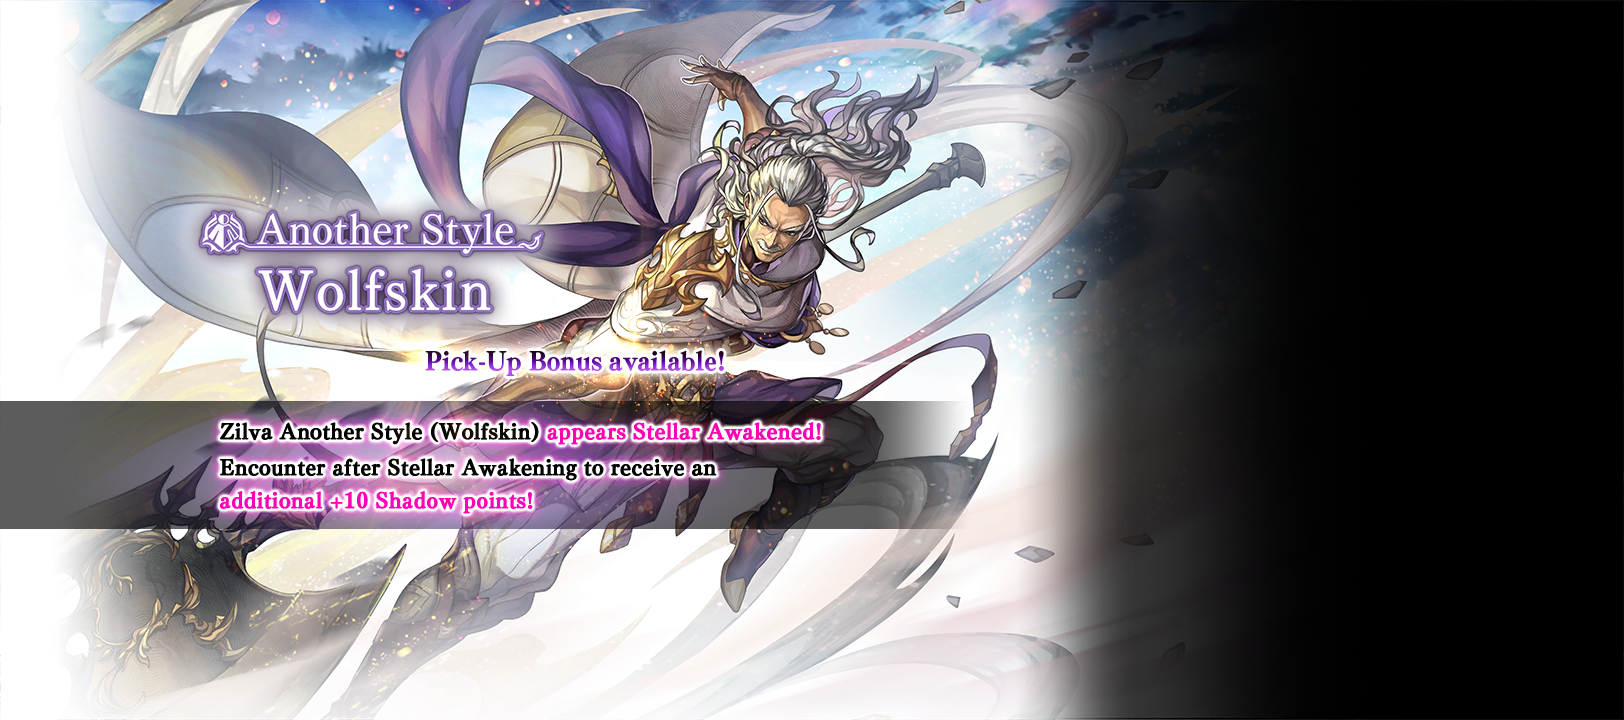 Another Style
Wolfskin
Pick-Up Bonus available!
Zilva Another Style (Wolfskin) appears Stellar Awakened!
Encounter after Stellar Awakening to receive an
additional +10 Shadow points!